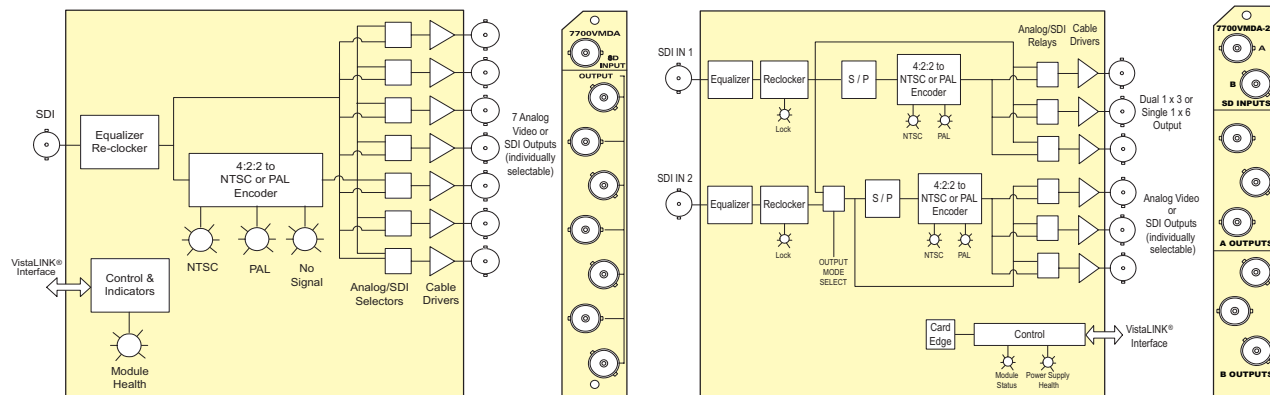 SDI
Equalizer
Re-clocker
4:2:2 to
NTSC or PAL
Encoder
NTSC
PAL
No
Signal
VistaLINK®
Interface
Control &
Indicators
Module
Health
Analog/SDI
Selectors
Cable
Drivers
7 Analog
Video or
SDI Outputs
(individually
selectable)
7700VMDA
SD
INPUT
OUTPUT
SDI IN 1
Equalizer
Reclocker
Lock
S / P
4:2:2 to
NTSC or PAL
Encoder
NTSC
PAL
Analog/SDI
Relays
Cable
Drivers
Dual 1 x 3 or
Single 1 x 6
Output
SDI IN 2
Equalizer
Reclocker
Lock
OUTPUT
MODE
SELECT
S / P
4:2:2 to
NTSC or PAL
Encoder
NTSC
PAL
Analog Video
or
SDI Outputs
(individually
selectable)
Card
Edge
Control
VistaLINK®
Interface
Module
Status
Power Supply
Health
7700VMDA-2
A
B
SD INPUTS
A OUTPUTS
B OUTPUTS